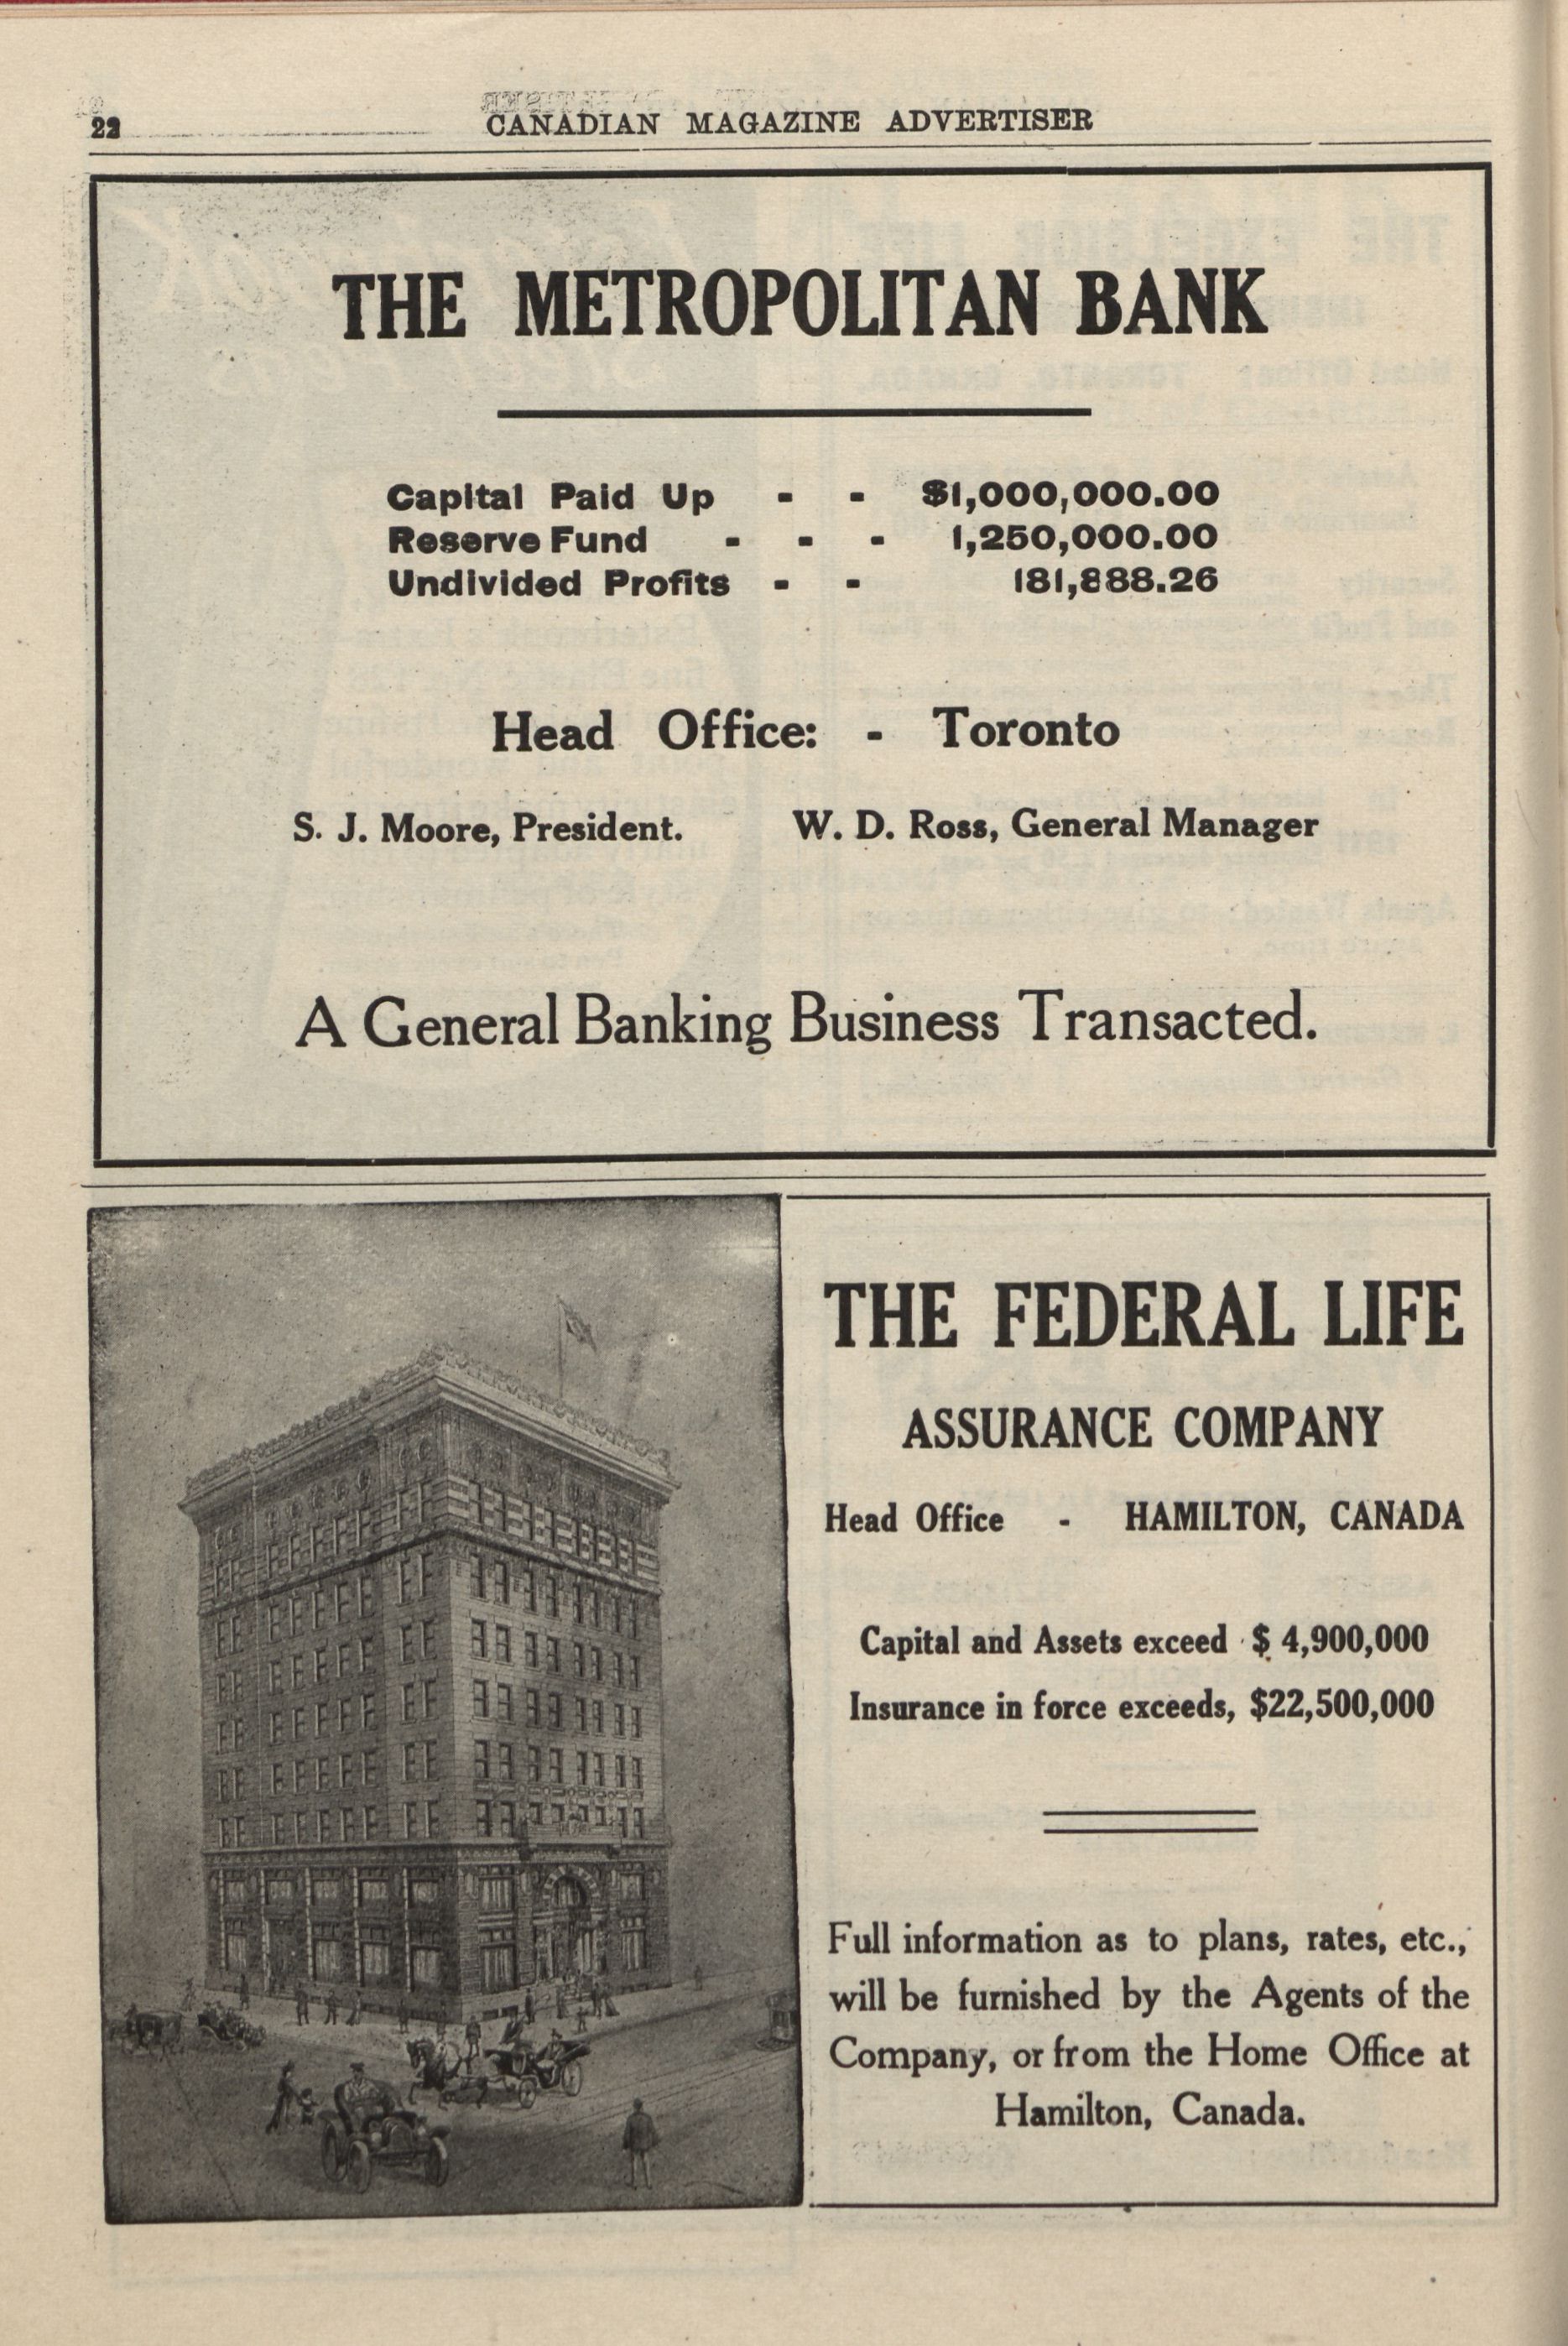 22
CANADIAN MAGAZINE ADVERTISER
THE METROPOLITAN BANK
Capital Paid Up - - $1,000,000.00
Reserve Fund - - - 1,250,000.00
Undivided Profits - - 181,888.26
Head Office: - Toronto
S. J. Moore, President. W. D. Ross, General Manager
A General Banking Business Transacted.
THE FEDERAL LIFE
ASSURANCE COMPANY
Head Office - HAMILTON, CANADA
Capital and Assets exceed $ 4,900,000
Insurance in force exceeds, $22,500,000
Full information as to plans, rates, etc.,
will be furnished by the Agents of the
Company, or from the Home Office at
Hamilton, Canada.